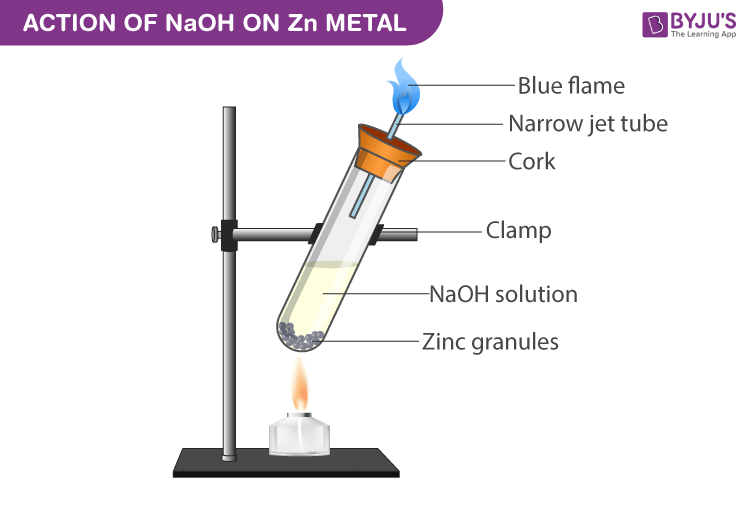 ACTION OF NaOH ON Zn METAL
BYJU'S
The Learning App
Blue flame
Narrow jet tube
Cork
Clamp
NaOH solution
Zinc granules